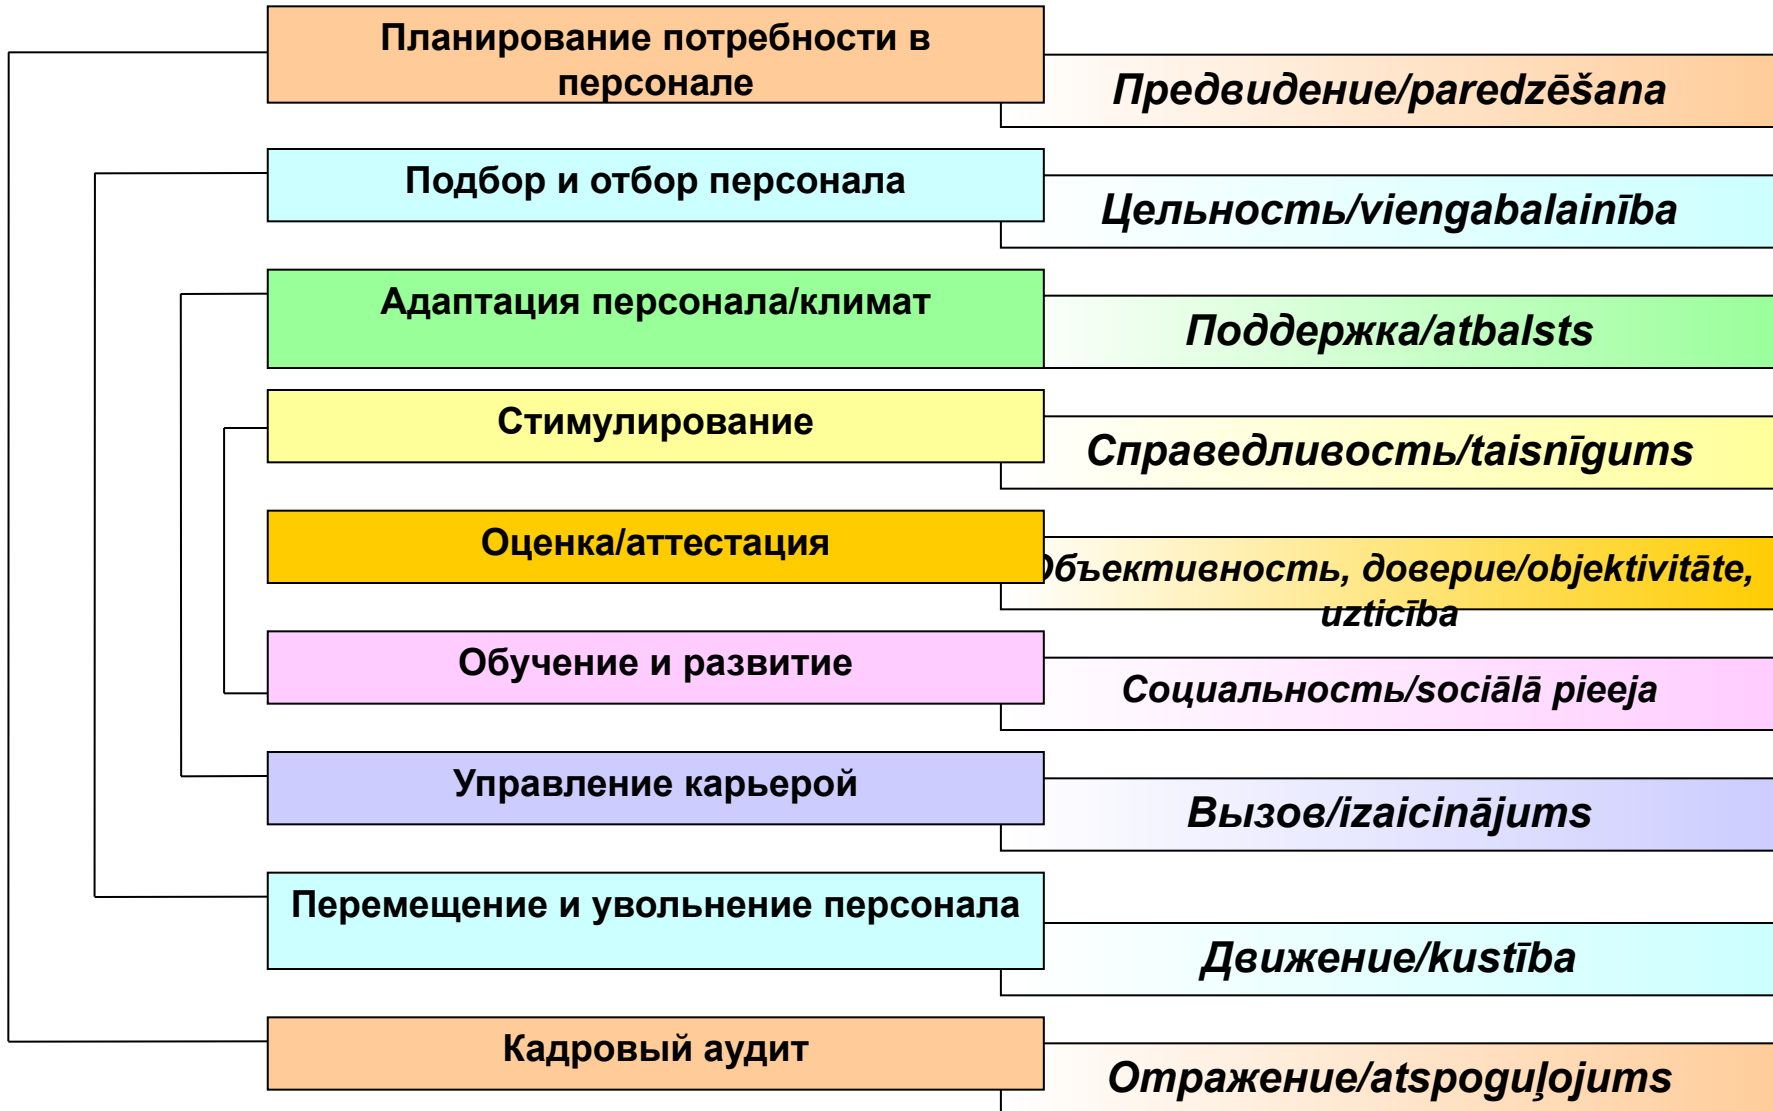 Планирование потребности в
персонале
Предвидение/paredzēšana
Подбор и отбор персонала
Цельность/viengabalainība
Адаптация персонала/климат
Поддержка/atbalsts
Стимулирование
Справедливость/taisnīgums
Оценка/аттестация
Объективность, доверие/objektivitāte,
uzticība
Обучение и развитие
Социальность/sociālā pieeja
Управление карьерой
Вызов/izaicinājums
Перемещение и увольнение персонала
Движение/kustība
Кадровый аудит
Отражение/atspoguļojums